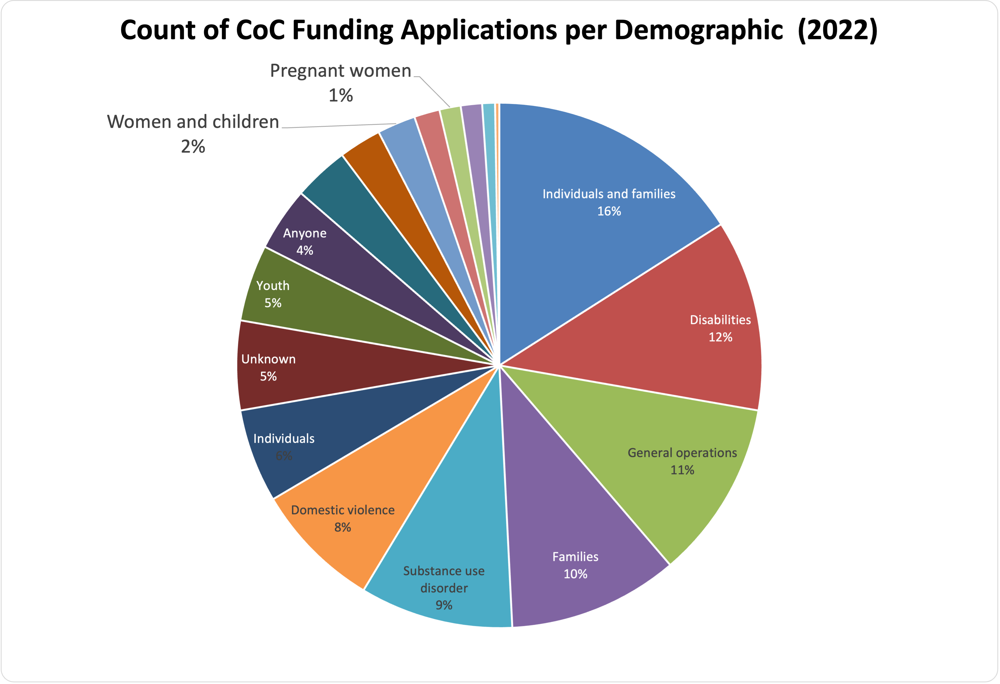 Count of CoC Funding Applications per Demographic (2022)
Pregnant women
1%
Women and children
2%
Individuals and families
16%
Disabilities
12%
General operations
11%
Families
10%
Substance use
disorder
9%
Domestic violence
8%
Individuals
6%
Unknown
5%
Youth
5%
Anyone
4%